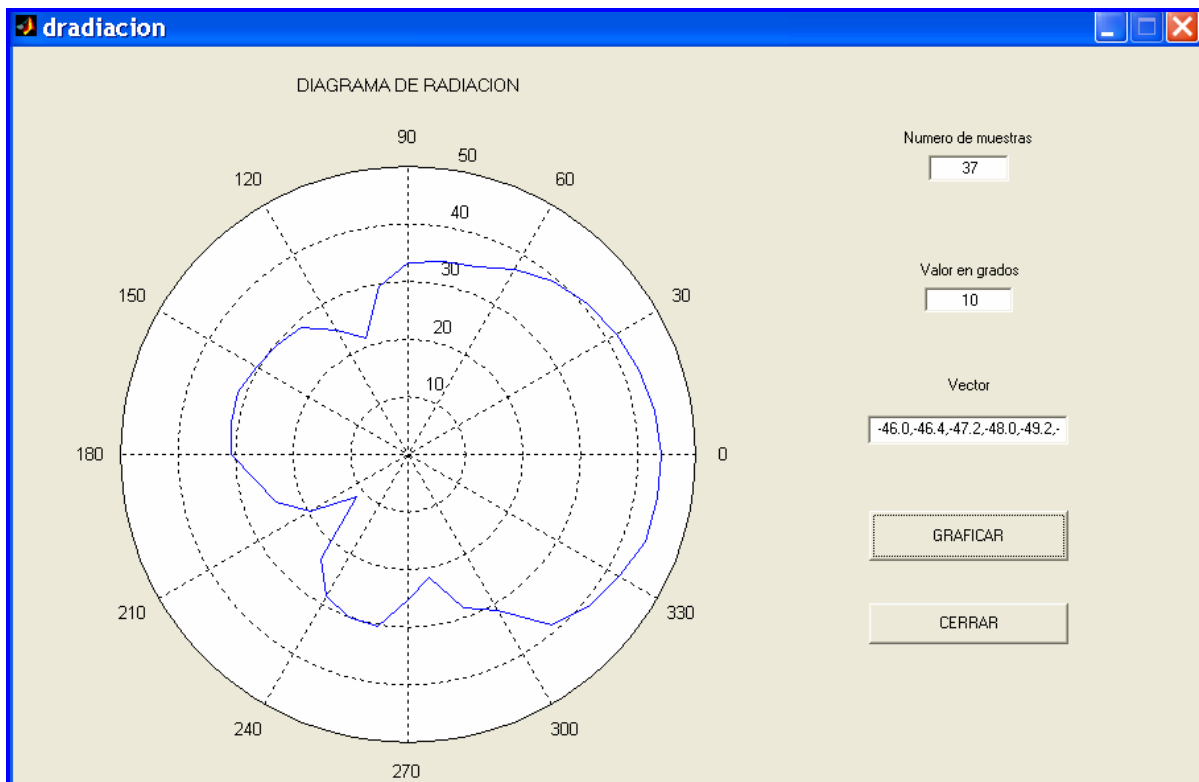 dradiacion
DIAGRAMA DE RADIACION
90
50
120
60
40
150
30
30
20
10
180
0
210
330
240
300
270
Numero de muestras
37
Valor en grados
10
Vector
-46.0,-46.4,-47.2,-48.0,-49.2,-
GRAFICAR
CERRAR